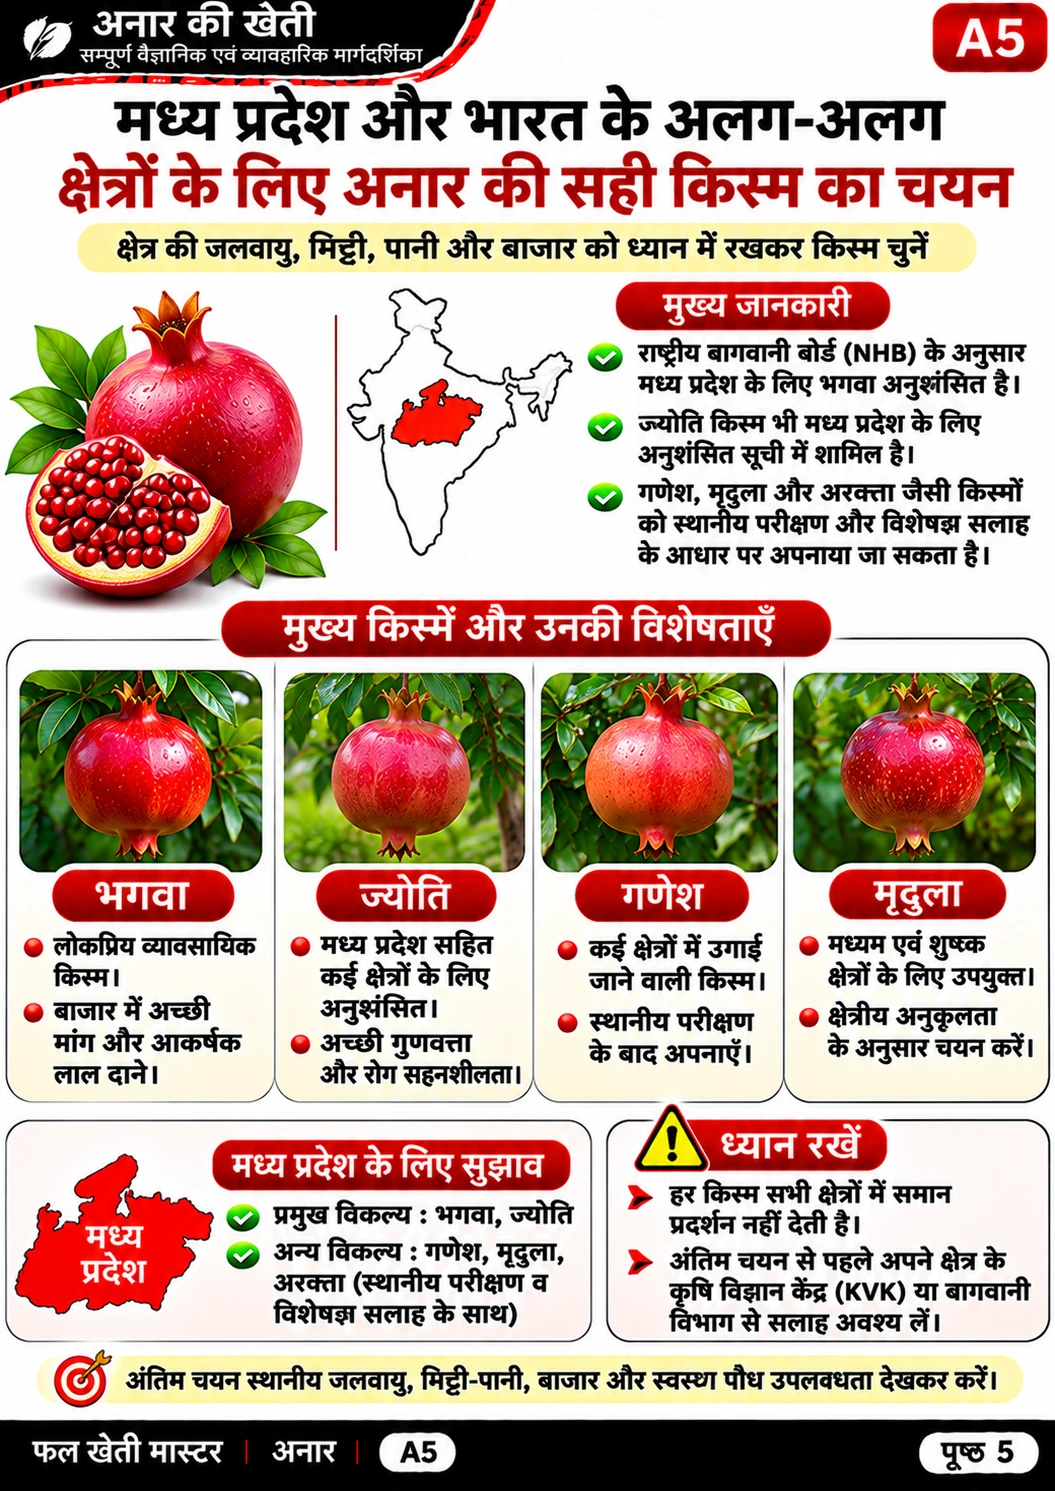 अनार की खेती
सम्पूर्ण वैज्ञानिक एवं व्यावहारिक मार्गदर्शिका
A5
मध्य प्रदेश और भारत के अलग-अलग
क्षेत्रों के लिए अनार की सही किस्म का चयन
क्षेत्र की जलवायु, मिट्टी, पानी और बाजार को ध्यान में रखकर किस्म चुनें
मुख्य जानकारी
राष्ट्रीय बागवानी बोर्ड (NHB) के अनुसार
मध्य प्रदेश के लिए भगवा अनुशंसित है।
ज्योति किस्म भी मध्य प्रदेश के लिए
अनुशंसित सूची में शामिल है।
गणेश, मृदुला और अरक्ता जैसी किस्मों
को स्थानीय परीक्षण और विशेषज्ञ सलाह
के आधार पर अपनाया जा सकता है।
मुख्य किस्में और उनकी विशेषताएँ
भगवा
लोकप्रिय व्यावसायिक
किस्म।
बाजार में अच्छी
मांग और आकर्षक
लाल दाने।
ज्योति
मध्य प्रदेश सहित
कई क्षेत्रों के लिए
अनुशंसित।
अच्छी गुणवत्ता
और रोग सहनशीलता।
गणेश
कई क्षेत्रों में उगाई
जाने वाली किस्म।
स्थानीय परीक्षण
के बाद अपनाएँ।
मृदुला
मध्यम एवं शुष्क
क्षेत्रों के लिए उपयुक्त।
क्षेत्रीय अनुकूलता
के अनुसार चयन करें।
मध्य प्रदेश के लिए सुझाव
मध्य
प्रदेश
प्रमुख विकल्प : भगवा, ज्योति
अन्य विकल्प : गणेश, मृदुला,
अरक्ता (स्थानीय परीक्षण व
विशेषज्ञ सलाह के साथ)
ध्यान रखें
हर किस्म सभी क्षेत्रों में समान
प्रदर्शन नहीं देती है।
अंतिम चयन से पहले अपने क्षेत्र के
कृषि विज्ञान केंद्र (KVK) या बागवानी
विभाग से सलाह अवश्य लें।
अंतिम चयन स्थानीय जलवायु, मिट्टी-पानी, बाजार और स्वस्थ पौध उपलवधता देखकर करें।
फल खेती मास्टर | अनार | A5
पृष्ठ 5